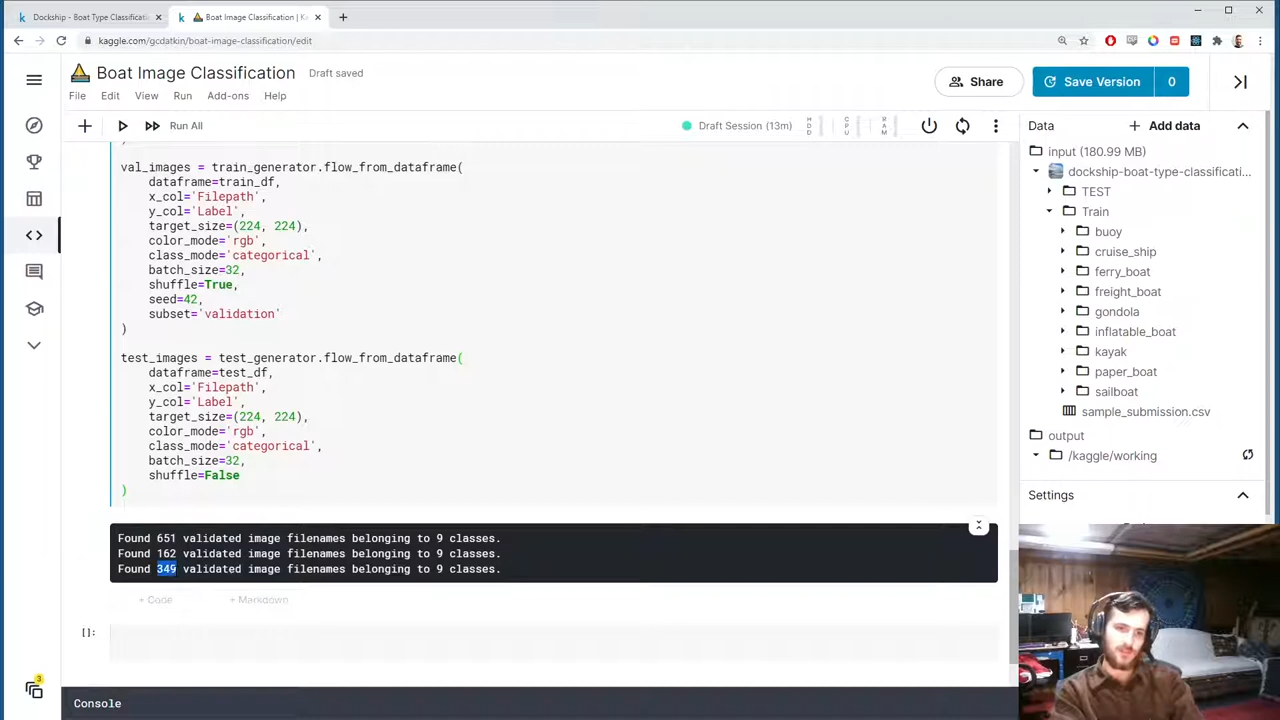 Dockship - Boat Type Classificati
Boat Image Classification | K
kaggle.com/gcdatkin/boat-image-classification/edit
Boat Image Classification
Draft saved
File Edit View Run Add-ons Help
Share
Save Version
0
Run All
Draft Session (13m)
HDD
CPU
RAM
val_images = train_generator.flow_from_dataframe(
dataframe=train_df,
x_col='Filepath',
y_col='Label',
target_size=(224, 224),
color_mode='rgb',
class_mode='categorical',
batch_size=32,
shuffle=True,
seed=42,
subset='validation'
)
test_images = test_generator.flow_from_dataframe(
dataframe=test_df,
x_col='Filepath',
y_col='Label',
target_size=(224, 224),
color_mode='rgb',
class_mode='categorical',
batch_size=32,
shuffle=False
)
Found 651 validated image filenames belonging to 9 classes.
Found 162 validated image filenames belonging to 9 classes.
Found 349 validated image filenames belonging to 9 classes.
+ Code
+ Markdown
[]:
Console
3
Data
Add data
input (180.99 MB)
dockship-boat-type-classificati...
TEST
Train
buoy
cruise_ship
ferry_boat
freight_boat
gondola
inflatable_boat
kayak
paper_boat
sailboat
sample_submission.csv
output
/kaggle/working
Settings